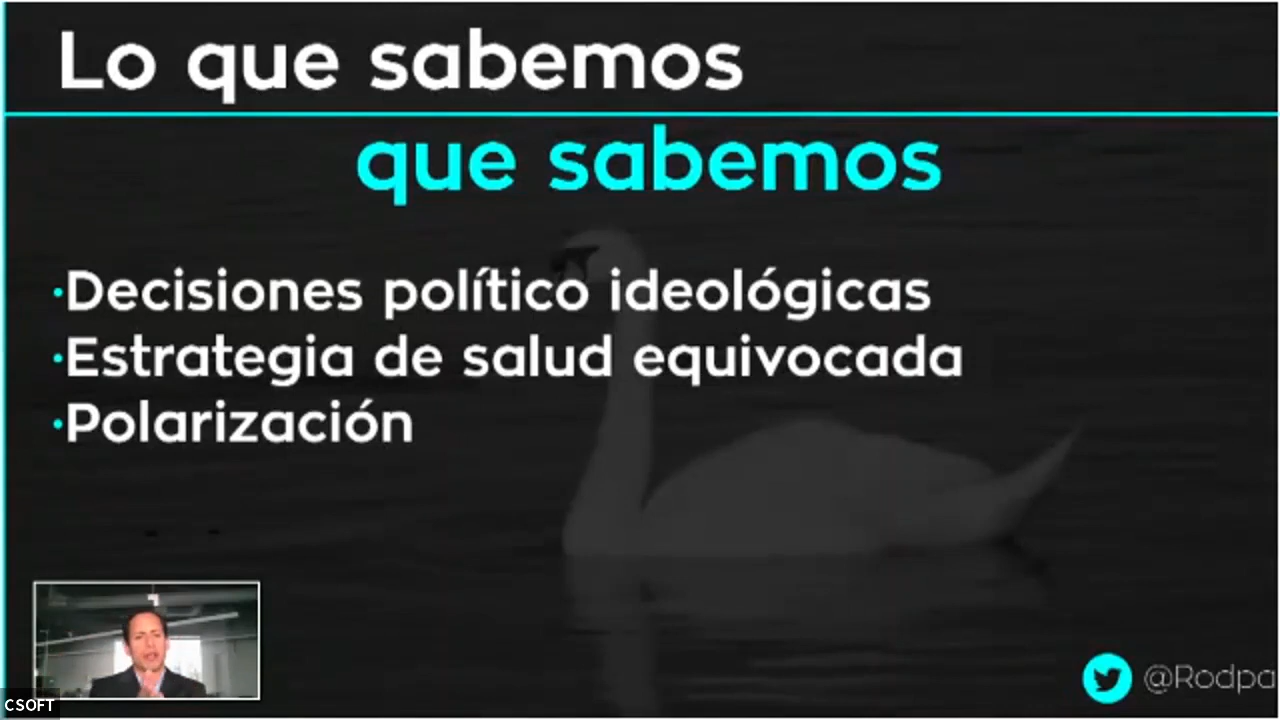 Lo que sabemos
que sabemos
·Decisiones político ideológicas
·Estrategia de salud equivocada
·Polarización
@Rodpa
CSOFT